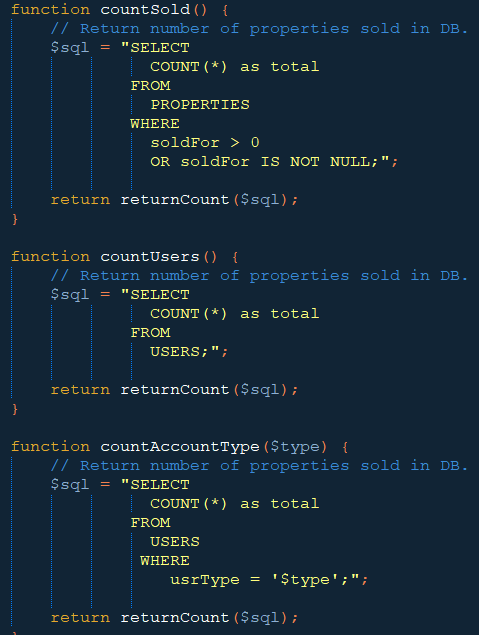 function countSold() {
    // Return number of properties sold in DB.
    $sql = "SELECT
              COUNT(*) as total
            FROM
              PROPERTIES
            WHERE
              soldFor > 0
              OR soldFor IS NOT NULL;";
    return returnCount($sql);
}
function countUsers() {
    // Return number of properties sold in DB.
    $sql = "SELECT
              COUNT(*) as total
            FROM
              USERS;";
    return returnCount($sql);
}
function countAccountType($type) {
    // Return number of properties sold in DB.
    $sql = "SELECT
              COUNT(*) as total
            FROM
              USERS
             WHERE
                usrType = '$type';";
    return returnCount($sql);
}